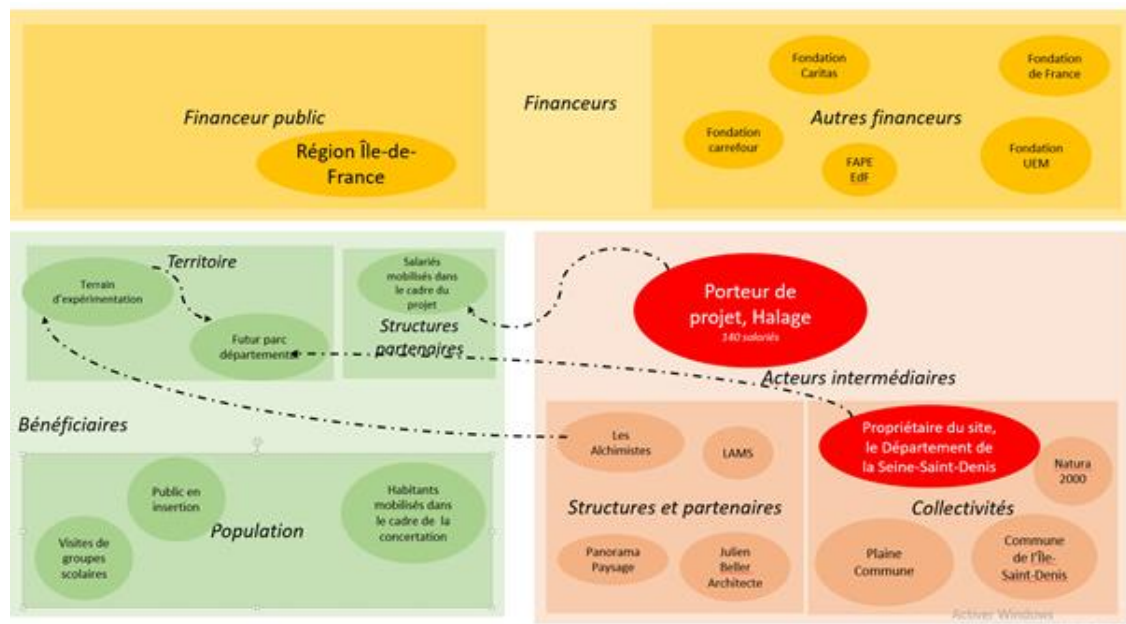 Financeurs
Financeur public
Région Île-de-
France
Autres financeurs
Fondation
Caritas
Fondation
de France
Fondation
carrefour
FAPE
EdF
Fondation
UEM
Bénéficiaires
Territoire
Terrain
d'expérimentation
Futur parc
départemental
Salariés
mobilisés dans
le cadre du
projet
Structures
partenaires
Population
Public en
insertion
Visites de
groupes
scolaires
Habitants
mobilisés dans
le cadre de la
concertation
Porteur de
projet, Halage
140 salariés
Acteurs intermédiaires
Les
Alchimistes
LAMS
Structures et partenaires
Panorama
Paysage
Julien
Beller
Architecte
Propriétaire du site,
le Département de
la Seine-Saint-Denis
Natura
2000
Collectivités
Plaine
Commune
Commune
de l'Île-
Saint-Denis
Activer Windows